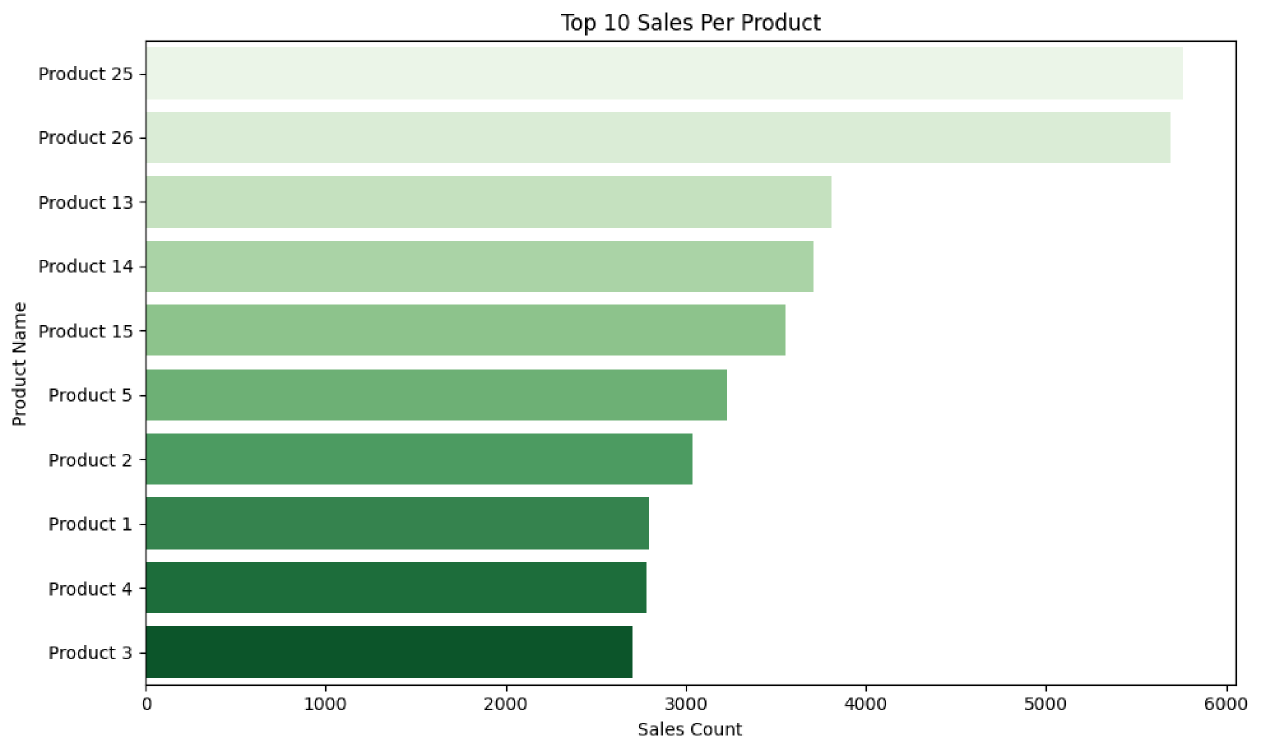 Top 10 Sales Per Product
Product 25
Product 26
Product 13
Product 14
Product 15
Product 5
Product 2
Product 1
Product 4
Product 3
Product Name
0 1000 2000 3000 4000 5000 6000
Sales Count